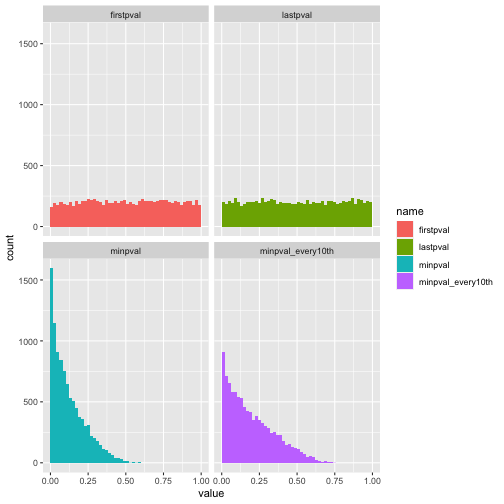 firstpval
lastpval
1500
1000
500
0
minpval
minpval_every10th
1500
1000
500
0
0.00
0.25
0.50
0.75
1.00
0.00
0.25
0.50
0.75
1.00
value
count
name
firstpval
lastpval
minpval
minpval_every10th